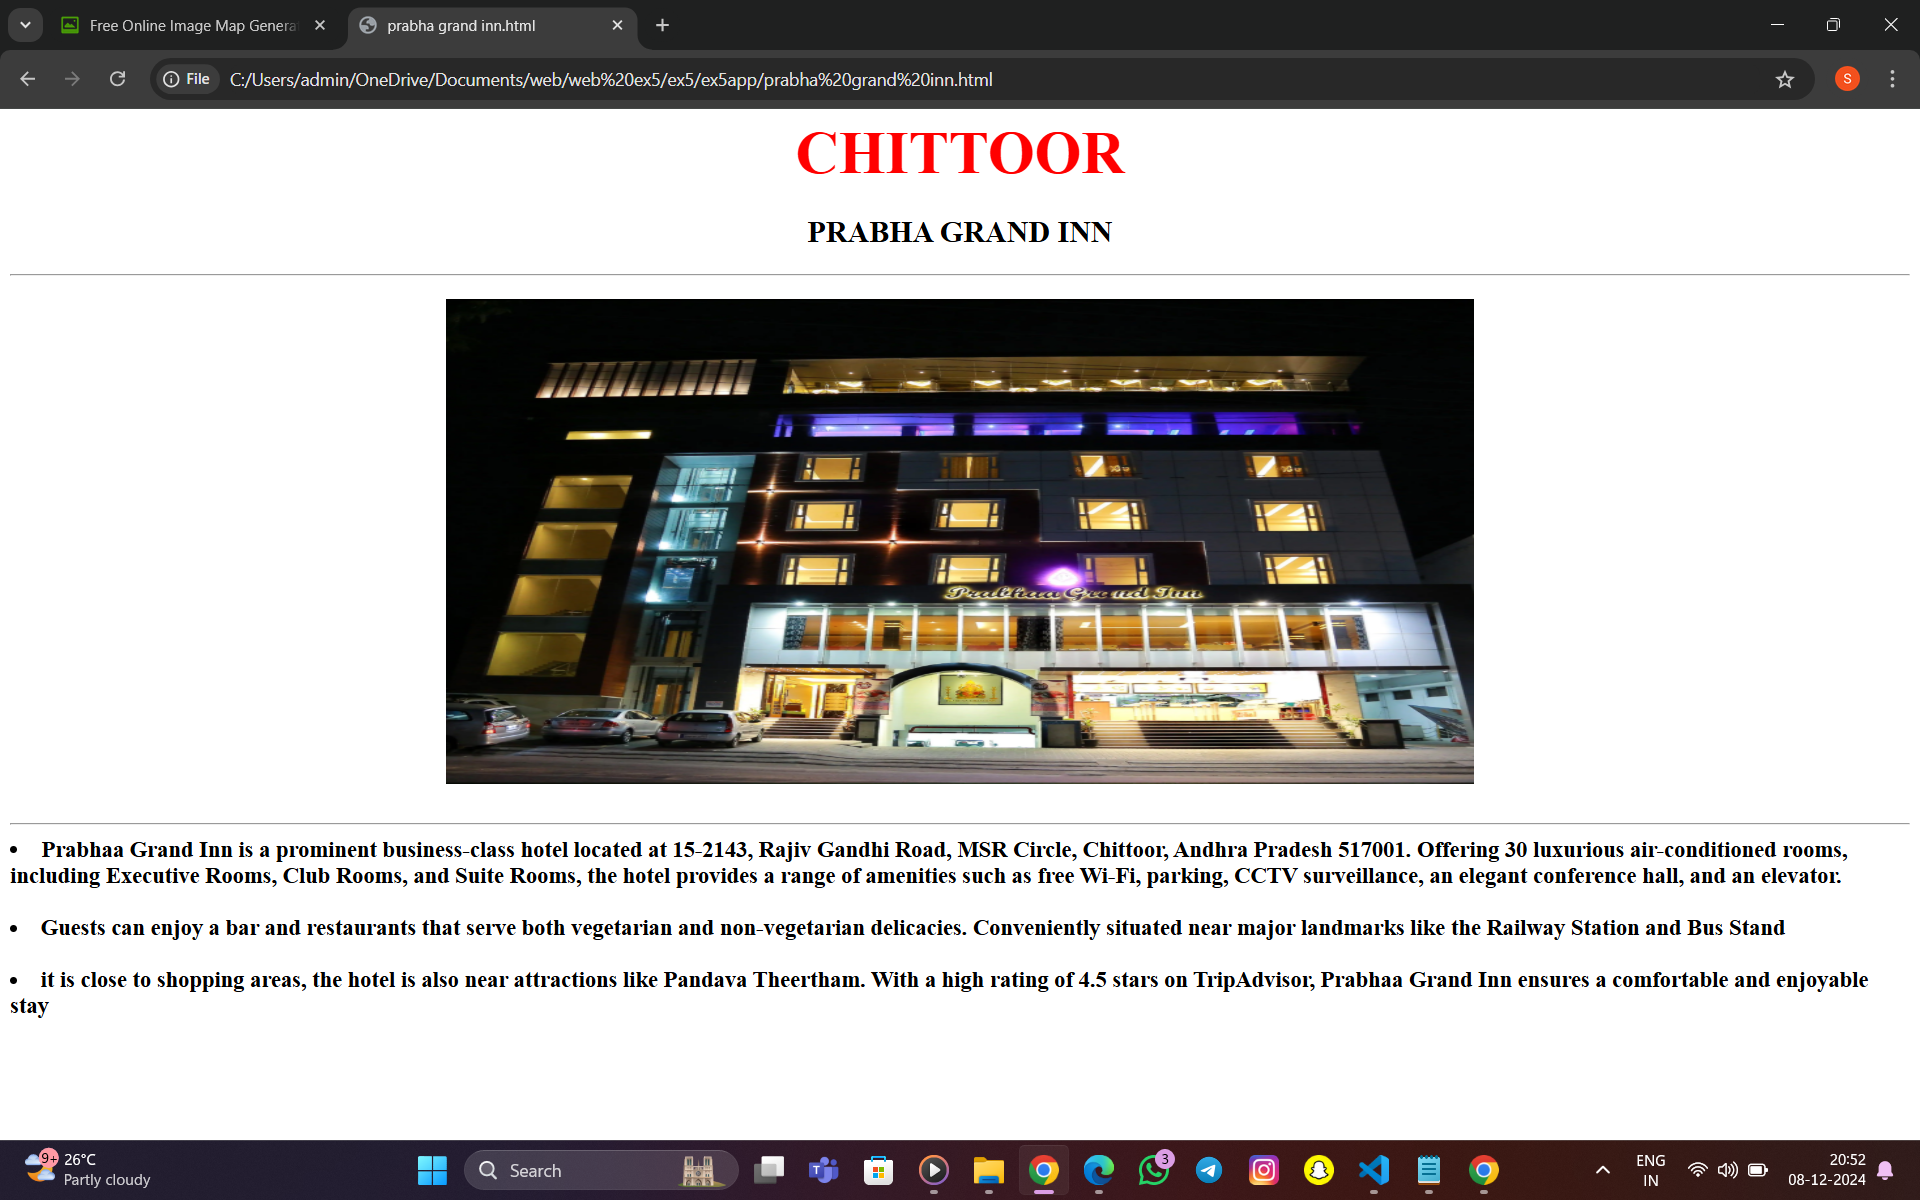 Free Online Image Map Genera
prabha grand inn.html
File
C:/Users/admin/OneDrive/Documents/web/web%20ex5/ex5/ex5app/prabha%20grand%20inn.html
S
CHITTOOR
PRABHA GRAND INN
Prabhaa Grand Inn
• Prabhaa Grand Inn is a prominent business-class hotel located at 15-2143, Rajiv Gandhi Road, MSR Circle, Chittoor, Andhra Pradesh 517001. Offering 30 luxurious air-conditioned rooms,
including Executive Rooms, Club Rooms, and Suite Rooms, the hotel provides a range of amenities such as free Wi-Fi, parking, CCTV surveillance, an elegant conference hall, and an elevator.
• Guests can enjoy a bar and restaurants that serve both vegetarian and non-vegetarian delicacies. Conveniently situated near major landmarks like the Railway Station and Bus Stand
• it is close to shopping areas, the hotel is also near attractions like Pandava Theertham. With a high rating of 4.5 stars on TripAdvisor, Prabhaa Grand Inn ensures a comfortable and enjoyable
stay
9+
26°C
Partly cloudy
Search
3
ENG
IN
20:52
08-12-2024